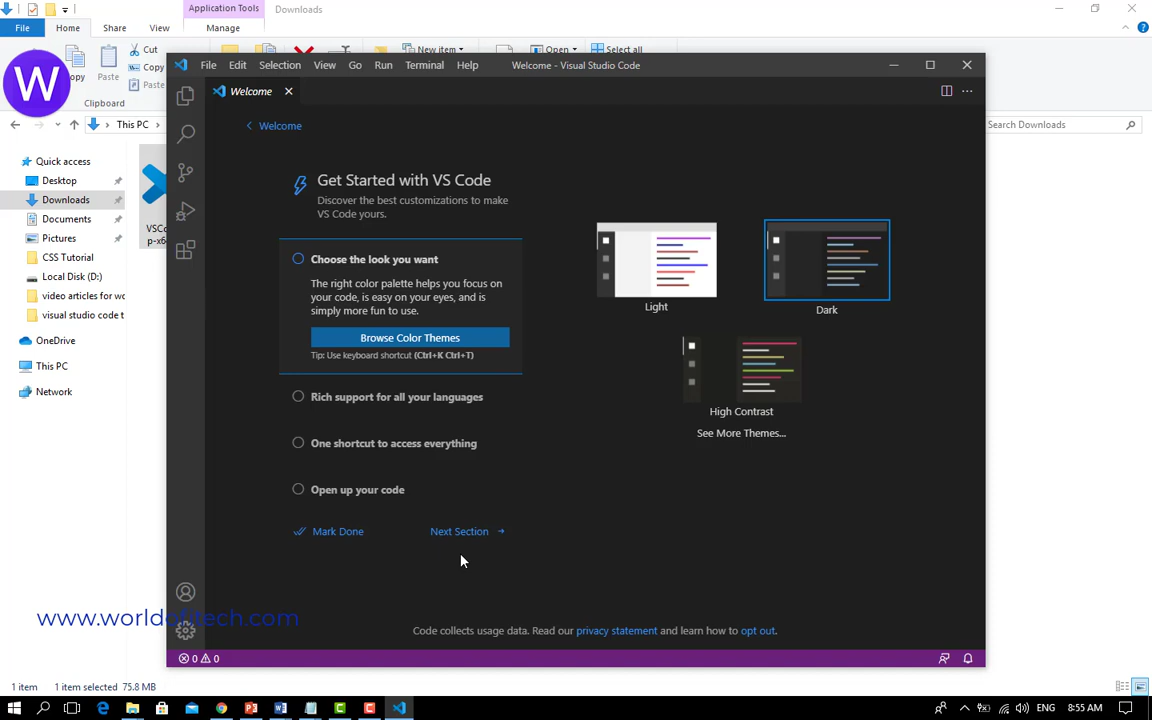 Application Tools
Downloads
File
Home
Share
View
Manage
Cut
Copy
Paste
Paste
Clipboard
New item
Open
Select all
This PC
Search Downloads
W
Quick access
Desktop
Downloads
Documents
Pictures
CSS Tutorial
Local Disk (D:)
video articles for wo
visual studio code t
OneDrive
This PC
Network
VSCo
p-x6
File Edit Selection View Go Run Terminal Help
Welcome - Visual Studio Code
Welcome
Welcome
Get Started with VS Code
Discover the best customizations to make
VS Code yours.
Choose the look you want
The right color palette helps you focus on
your code, is easy on your eyes, and is
simply more fun to use.
Browse Color Themes
Tip: Use keyboard shortcut (Ctrl+K Ctrl+T)
Rich support for all your languages
One shortcut to access everything
Open up your code
Mark Done
Next Section
Light
Dark
High Contrast
See More Themes...
www.worldofitech.com
Code collects usage data. Read our privacy statement and learn how to opt out.
0 0
1 item
1 item selected 75.8 MB
ENG
8:55 AM